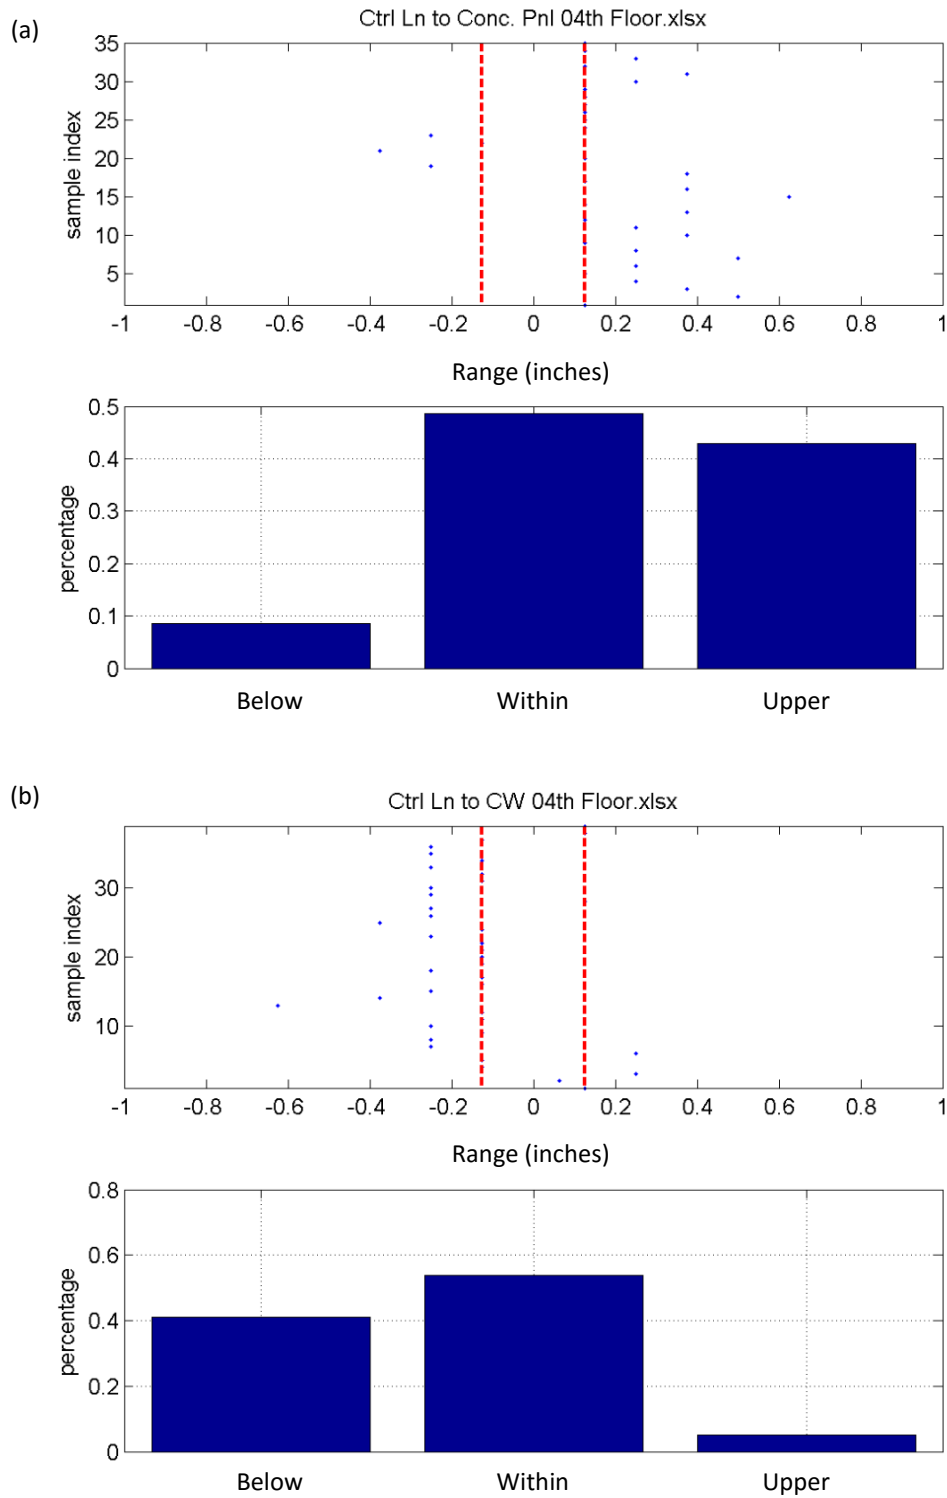 (a)
Ctrl Ln to Conc. Pnl 04th Floor.xlsx
sample index
35
30
25
20
15
10
5
-1 -0.8 -0.6 -0.4 -0.2 0 0.2 0.4 0.6 0.8 1
Range (inches)
percentage
0.5
0.4
0.3
0.2
0.1
0
Below Within Upper
(b)
Ctrl Ln to CW 04th Floor.xlsx
sample index
30
20
10
-1 -0.8 -0.6 -0.4 -0.2 0 0.2 0.4 0.6 0.8 1
Range (inches)
percentage
0.8
0.6
0.4
0.2
0
Below Within Upper